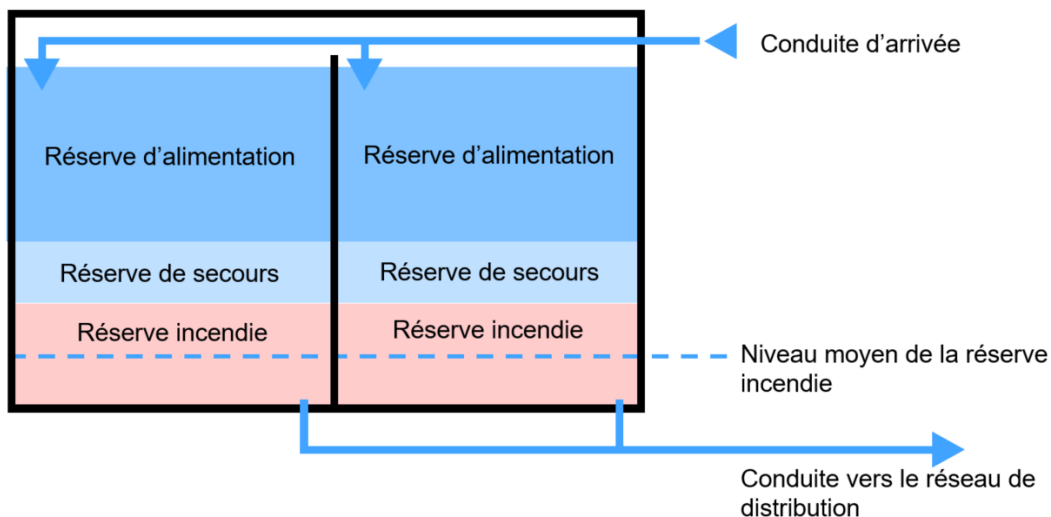 Conduite d’arrivée
Réserve d’alimentation
Réserve d’alimentation
Réserve de secours
Réserve de secours
Réserve incendie
Réserve incendie
Niveau moyen de la réserve
incendie
Conduite vers le réseau de
distribution